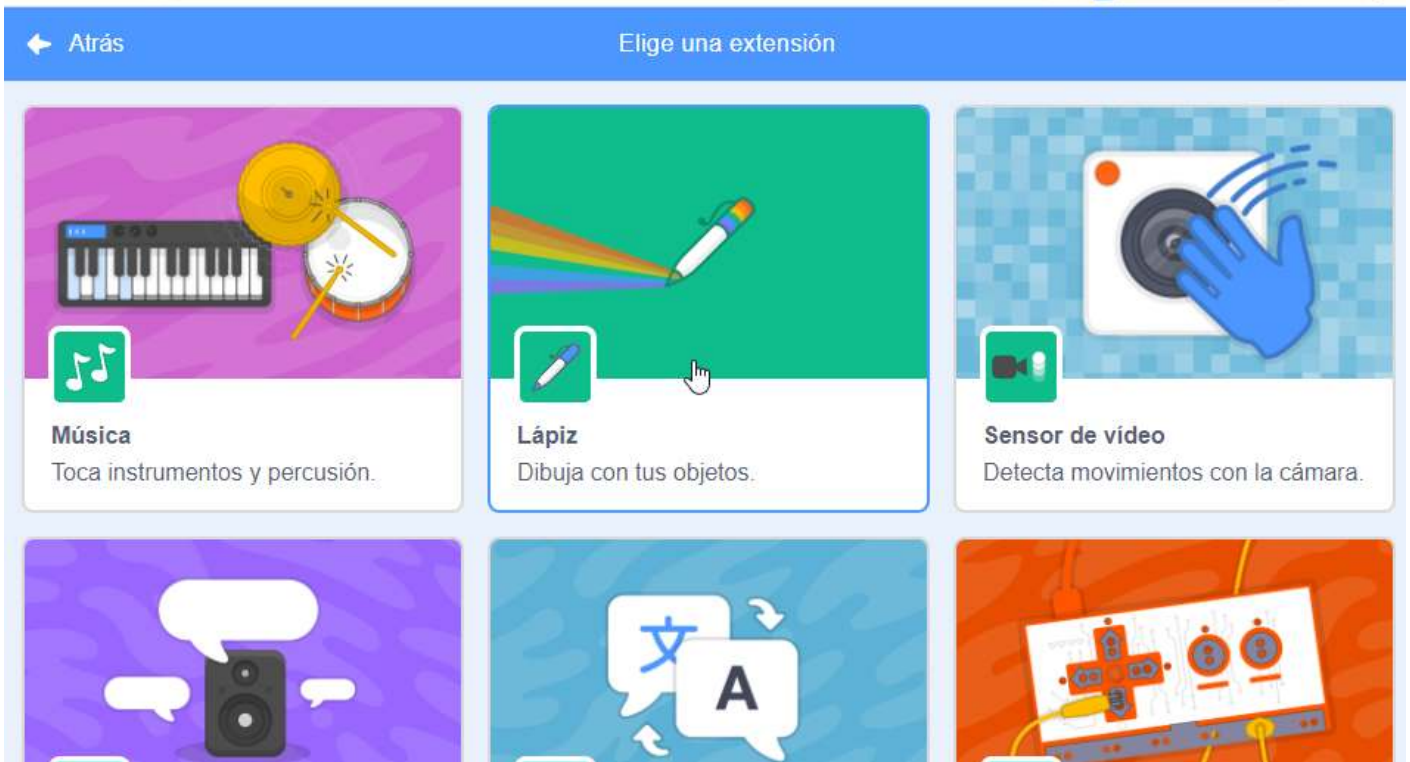 Atrás
Elige una extensión
Música
Toca instrumentos y percusión.
Lápiz
Dibuja con tus objetos.
Sensor de vídeo
Detecta movimientos con la cámara.
文
A